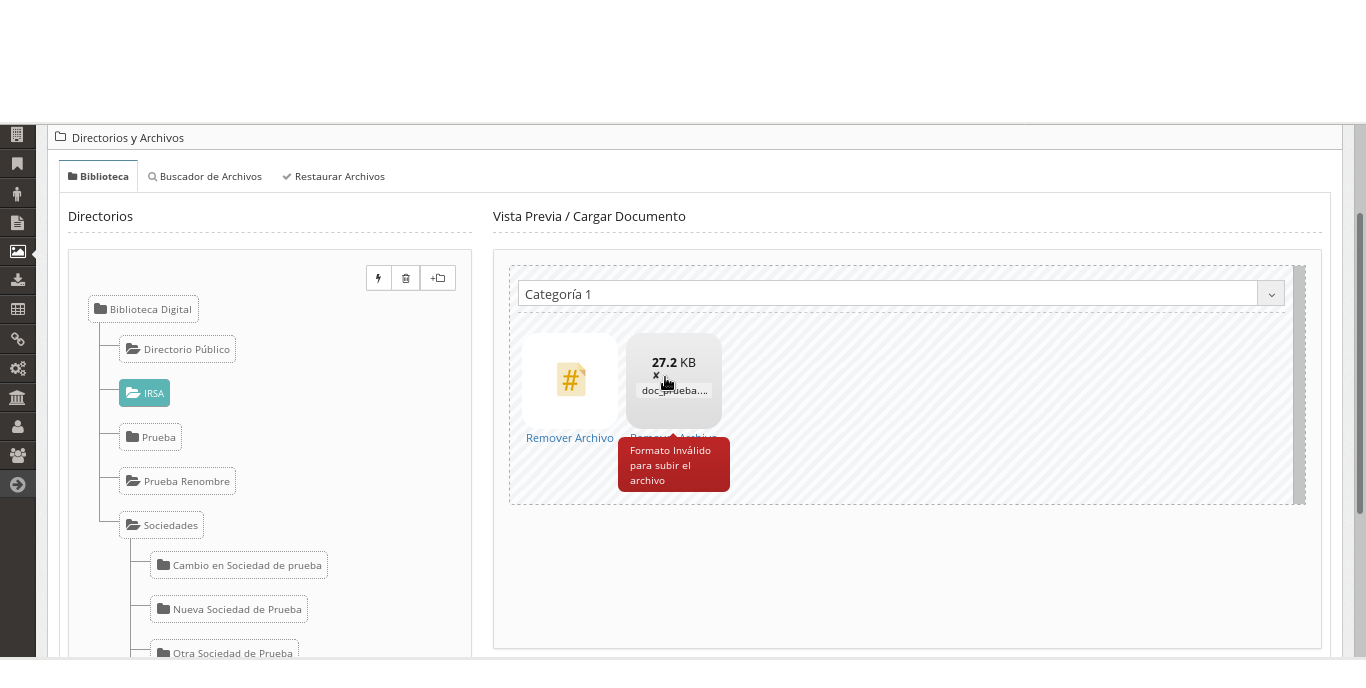 Directorios y Archivos
Biblioteca
Buscador de Archivos
Restaurar Archivos
Directorios
Biblioteca Digital
Directorio Público
IRSA
Prueba
Prueba Renombre
Sociedades
Cambio en Sociedad de prueba
Nueva Sociedad de Prueba
Otra Sociedad de Prueba
Vista Previa / Cargar Documento
Categoría 1
#
27.2 KB
✘
doc_prueba....
Remover Archivo
Remover Archivo
Formato Inválido
para subir el
archivo